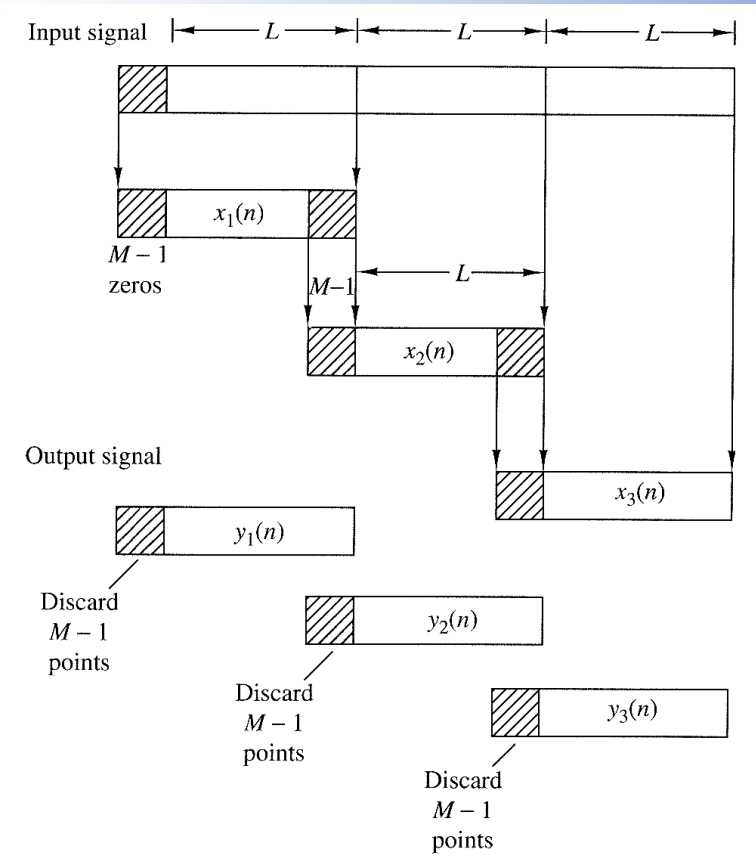 Input signal
L
L
L
x₁(n)
M – 1
zeros
M–1
L
x₂(n)
Output signal
x₃(n)
y₁(n)
Discard
M – 1
points
y₂(n)
Discard
M – 1
points
y₃(n)
Discard
M – 1
points